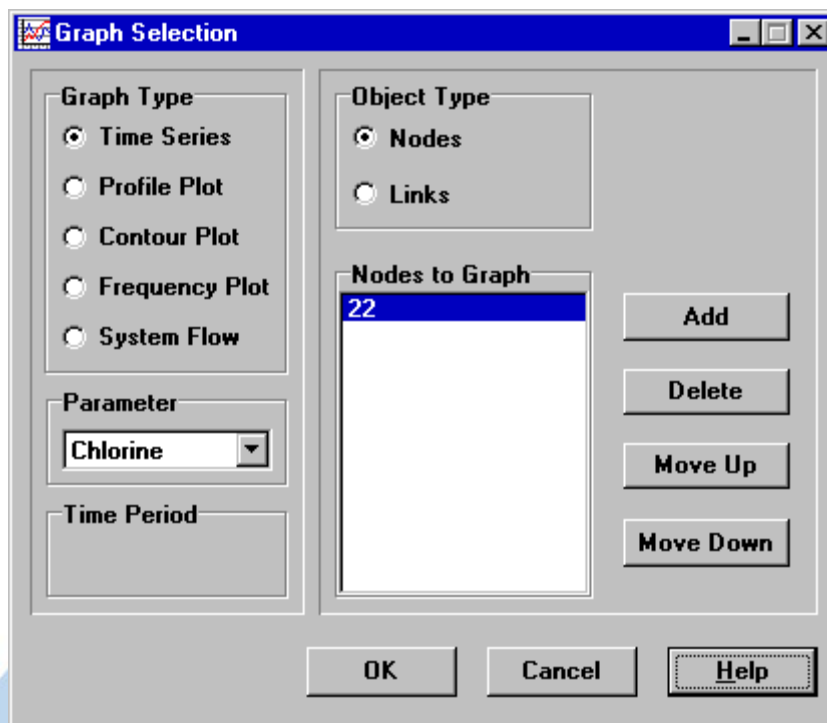 Graph Selection
Graph Type
Time Series
Profile Plot
Contour Plot
Frequency Plot
System Flow
Parameter
Chlorine
Time Period
Object Type
Nodes
Links
Nodes to Graph
22
Add
Delete
Move Up
Move Down
OK
Cancel
Help